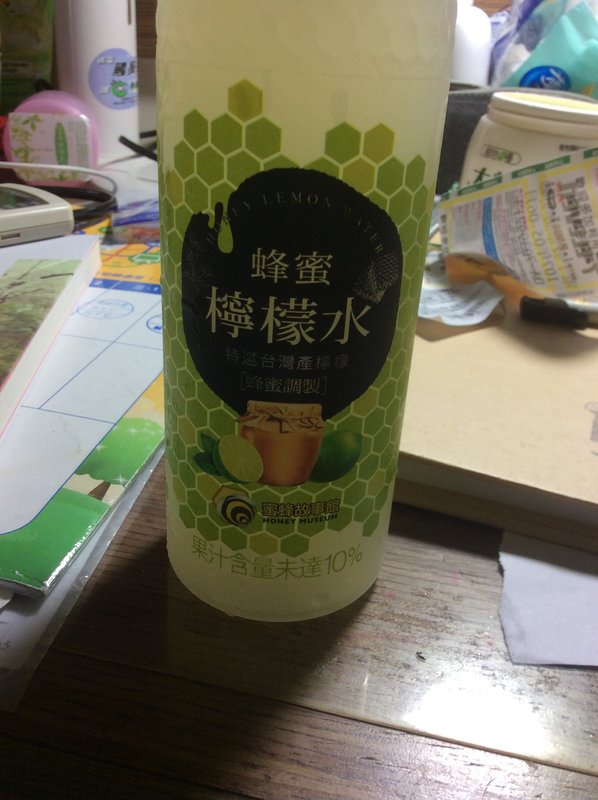 HONEY LEMON WATER
蜂蜜
檸檬水
特選台灣產檸檬
[蜂蜜調製]
蜜蜂故事館
HONEY MUSEUM
果汁含量未達10%